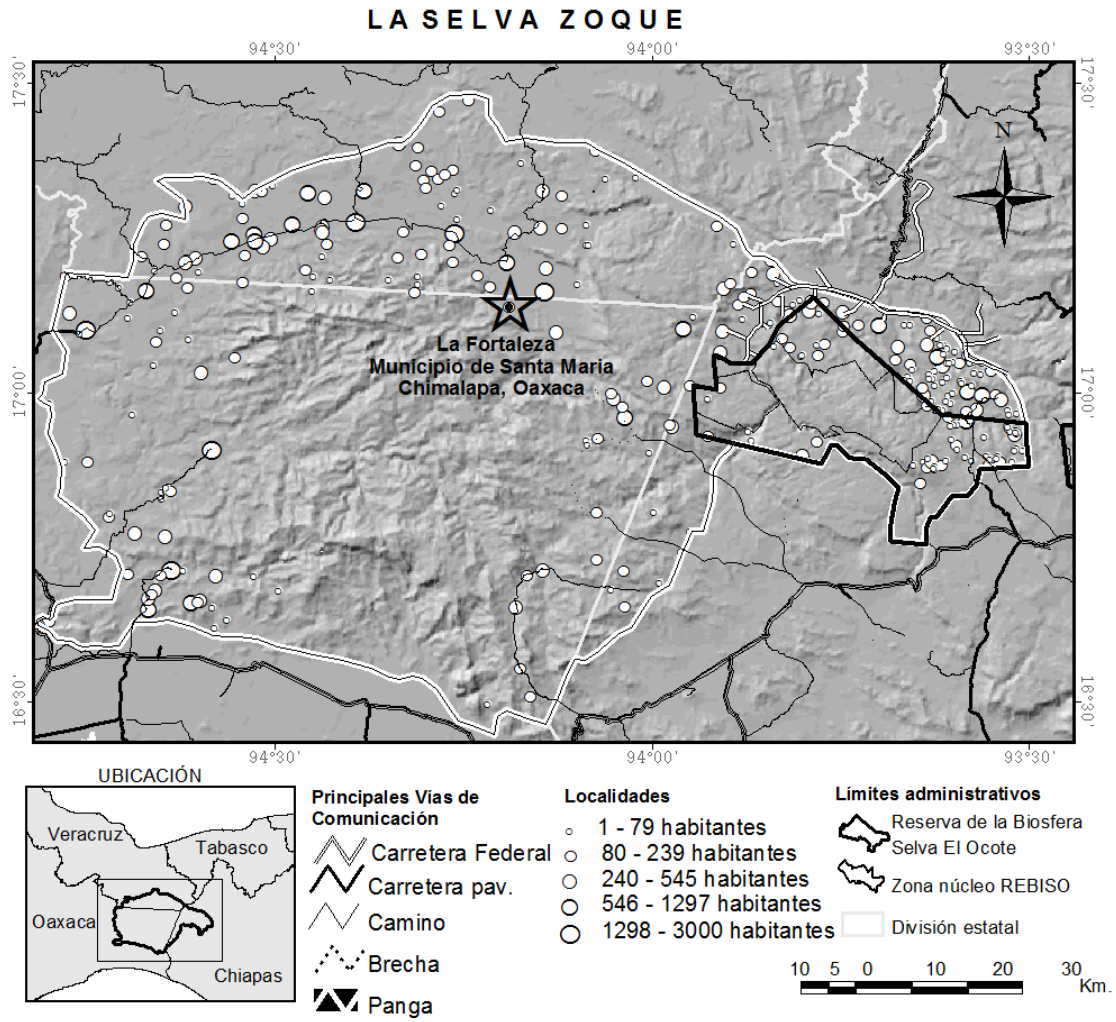 LA SELVA ZOQUE
94°30'
94°00'
93°30'
17°30'
17°30'
N
La Fortaleza
Municipio de Santa Maria
Chimalapa, Oaxaca
17°00'
17°00'
16°30'
16°30'
94°30'
94°00'
93°30'
UBICACIÓN
Veracruz
Tabasco
Oaxaca
Chiapas
Principales Vías de
Comunicación
Carretera Federal
Carretera pav.
Camino
Brecha
Panga
Localidades
1 - 79 habitantes
80 - 239 habitantes
240 - 545 habitantes
546 - 1297 habitantes
1298 - 3000 habitantes
Límites administrativos
Reserva de la Biosfera
Selva El Ocote
Zona núcleo REBISO
División estatal
10 5 0 10 20 30
Km.